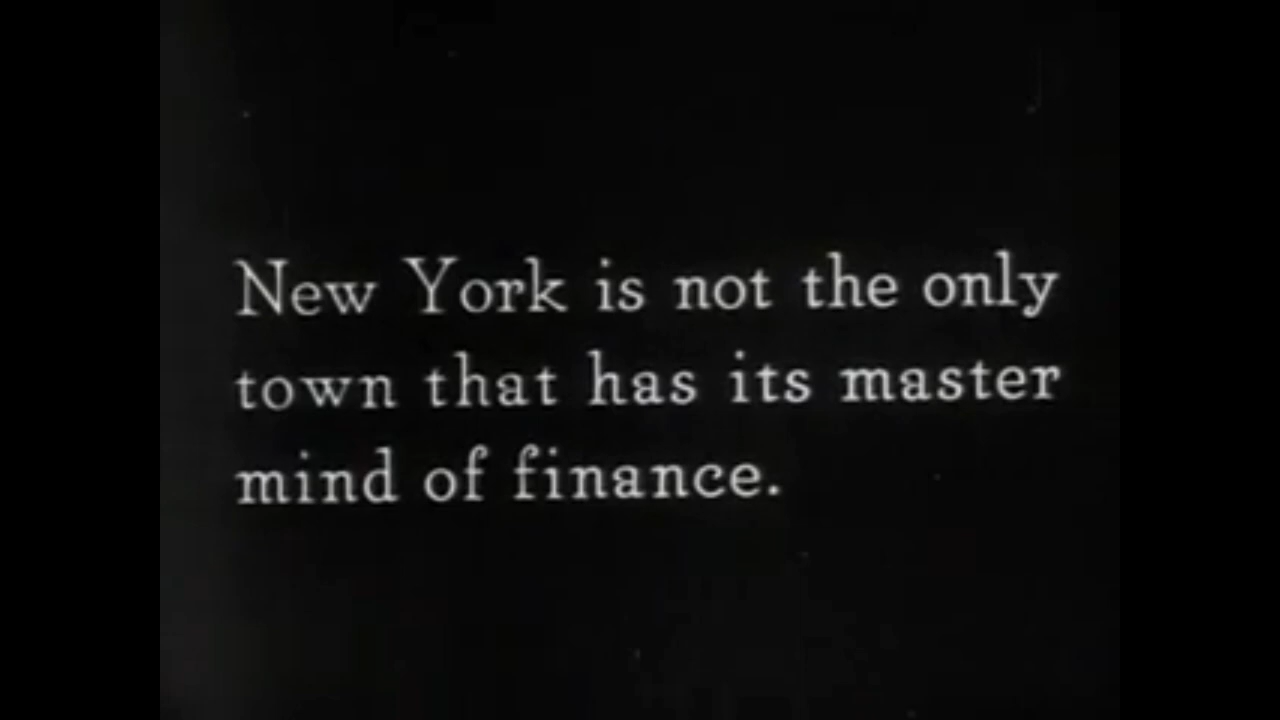 New York is not the only
town that has its master
mind of finance.